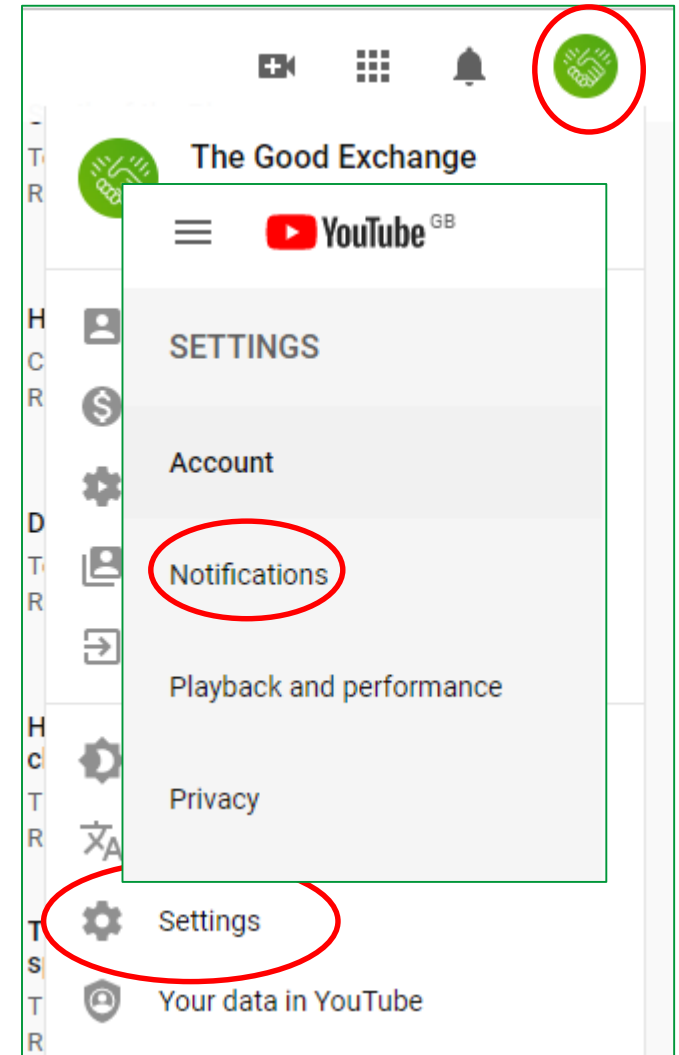 The Good Exchange
YouTube GB
SETTINGS
Account
Notifications
Playback and performance
Privacy
Settings
Your data in YouTube